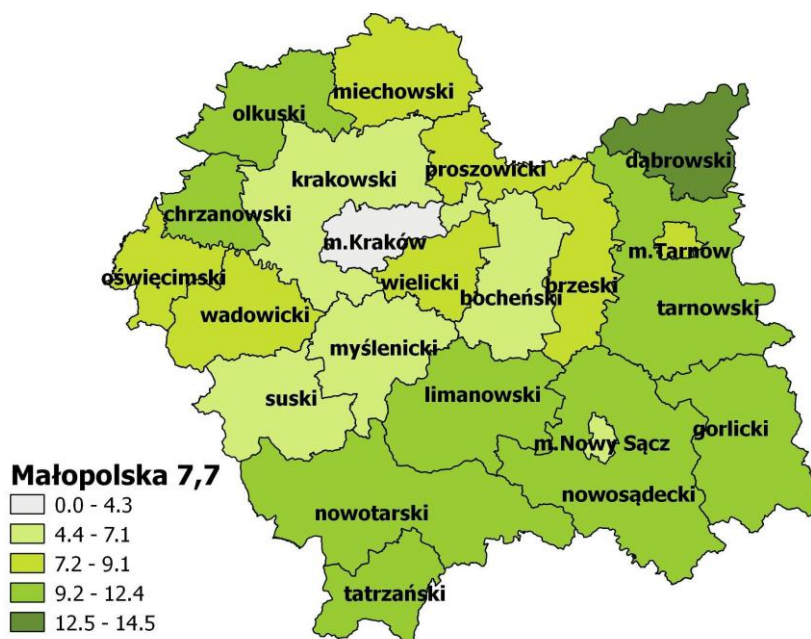 miechowski
olkuski
proszowicki
dąbrowski
krakowski
chrzanowski
m.Kraków
m.Tarnów
oświęcimski
wielicki
bocheński
brzeski
wadowicki
tarnowski
myślenicki
suski
limanowski
gorlicki
m.Nowy Sącz
nowosądecki
nowotarski
tatrzański
Małopolska 7,7
0.0 - 4.3
4.4 - 7.1
7.2 - 9.1
9.2 - 12.4
12.5 - 14.5